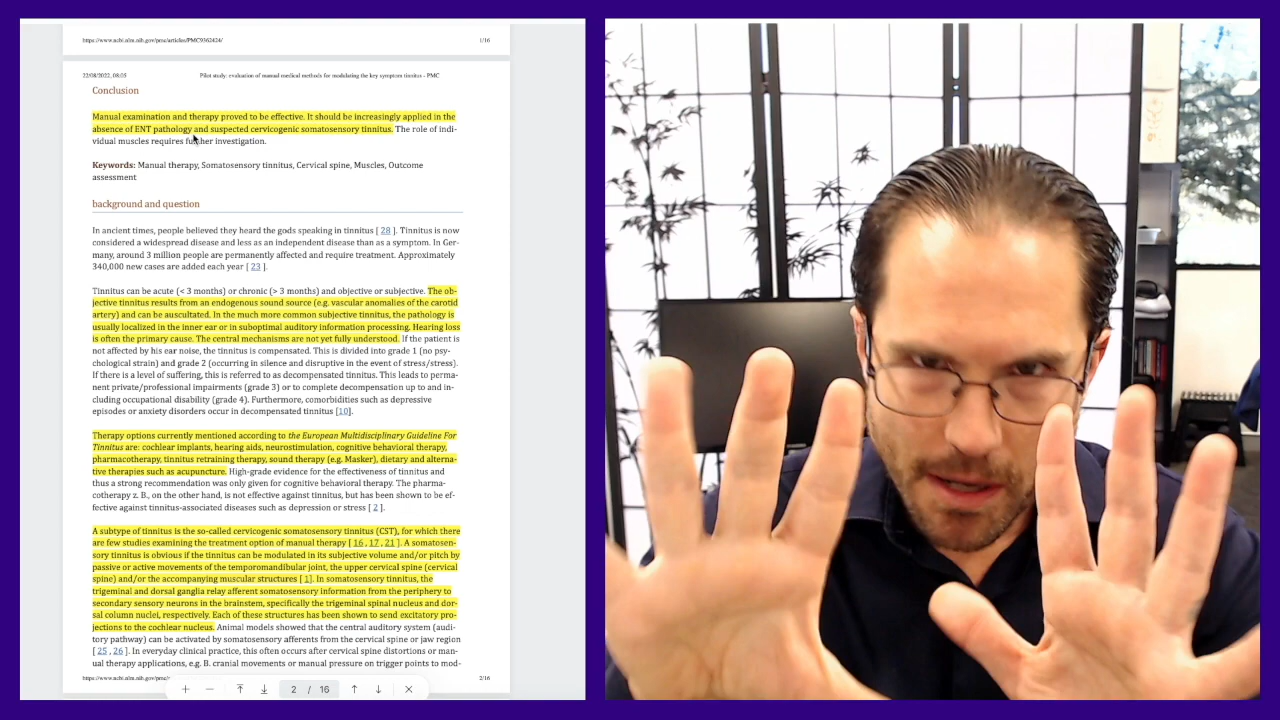 https://www.ncbi.nlm.nih.gov/pmc/articles/PMC9362424/ 1/16
22/08/2022, 08:05 Pilot study: evaluation of manual medical methods for modulating the key symptom tinnitus - PMC
Conclusion
Manual examination and therapy proved to be effective. It should be increasingly applied in the
absence of ENT pathology and suspected cervicogenic somatosensory tinnitus. The role of indi-
vidual muscles requires further investigation.
Keywords: Manual therapy, Somatosensory tinnitus, Cervical spine, Muscles, Outcome
assessment
background and question
In ancient times, people believed they heard the gods speaking in tinnitus [ 28 ]. Tinnitus is now
considered a widespread disease and less as an independent disease than as a symptom. In Ger-
many, around 3 million people are permanently affected and require treatment. Approximately
340,000 new cases are added each year [ 23 ].
Tinnitus can be acute (< 3 months) or chronic (> 3 months) and objective or subjective. The ob-
jective tinnitus results from an endogenous sound source (e.g. vascular anomalies of the carotid
artery) and can be auscultated. In the much more common subjective tinnitus, the pathology is
usually localized in the inner ear or in suboptimal auditory information processing. Hearing loss
is often the primary cause. The central mechanisms are not yet fully understood. If the patient is
not affected by his ear noise, the tinnitus is compensated. This is divided into grade 1 (no psy-
chological strain) and grade 2 (occurring in silence and disruptive in the event of stress/stress).
If there is a level of suffering, this is referred to as decompensated tinnitus. This leads to perma-
nent private/professional impairments (grade 3) or to complete decompensation up to and in-
cluding occupational disability (grade 4). Furthermore, comorbidities such as depressive
episodes or anxiety disorders occur in decompensated tinnitus [10].
Therapy options currently mentioned according to the European Multidisciplinary Guideline For
Tinnitus are: cochlear implants, hearing aids, neurostimulation, cognitive behavioral therapy,
pharmacotherapy, tinnitus retraining therapy, sound therapy (e.g. Masker), dietary and alterna-
tive therapies such as acupuncture. High-grade evidence for the effectiveness of tinnitus and
thus a strong recommendation was only given for cognitive behavioral therapy. The pharma-
cotherapy z. B., on the other hand, is not effective against tinnitus, but has been shown to be ef-
fective against tinnitus-associated diseases such as depression or stress [ 2 ].
A subtype of tinnitus is the so-called cervicogenic somatosensory tinnitus (CST), for which there
are few studies examining the treatment option of manual therapy [ 16 , 17 , 21 ]. A somatosen-
sory tinnitus is obvious if the tinnitus can be modulated in its subjective volume and/or pitch by
passive or active movements of the temporomandibular joint, the upper cervical spine (cervical
spine) and/or the accompanying muscular structures [ 1]. In somatosensory tinnitus, the
trigeminal and dorsal ganglia relay afferent somatosensory information from the periphery to
secondary sensory neurons in the brainstem, specifically the trigeminal spinal nucleus and dor-
sal column nuclei, respectively. Each of these structures has been shown to send excitatory pro-
jections to the cochlear nucleus. Animal models showed that the central auditory system (audi-
tory pathway) can be activated by somatosensory afferents from the cervical spine or jaw region
[ 25 , 26 ]. In everyday clinical practice, this often occurs after cervical spine distortions or man-
ual therapy applications, e.g. B. cranial movements or manual pressure on trigger points to mod-
https://www.ncbi.nlm.nih.gov/pmc/ 2/16
2 / 16